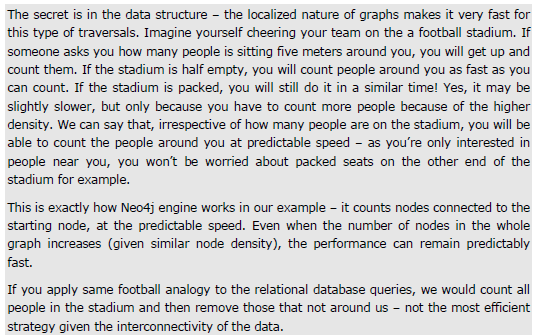 The secret is in the data structure – the localized nature of graphs makes it very fast for
this type of traversals. Imagine yourself cheering your team on the a football stadium. If
someone asks you how many people is sitting five meters around you, you will get up and
count them. If the stadium is half empty, you will count people around you as fast as you
can count. If the stadium is packed, you will still do it in a similar time! Yes, it may be
slightly slower, but only because you have to count more people because of the higher
density. We can say that, irrespective of how many people are on the stadium, you will be
able to count the people around you at predictable speed – as you're only interested in
people near you, you won't be worried about packed seats on the other end of the
stadium for example.
This is exactly how Neo4j engine works in our example – it counts nodes connected to the
starting node, at the predictable speed. Even when the number of nodes in the whole
graph increases (given similar node density), the performance can remain predictably
fast.
If you apply same football analogy to the relational database queries, we would count all
people in the stadium and then remove those that not around us – not the most efficient
strategy given the interconnectivity of the data.